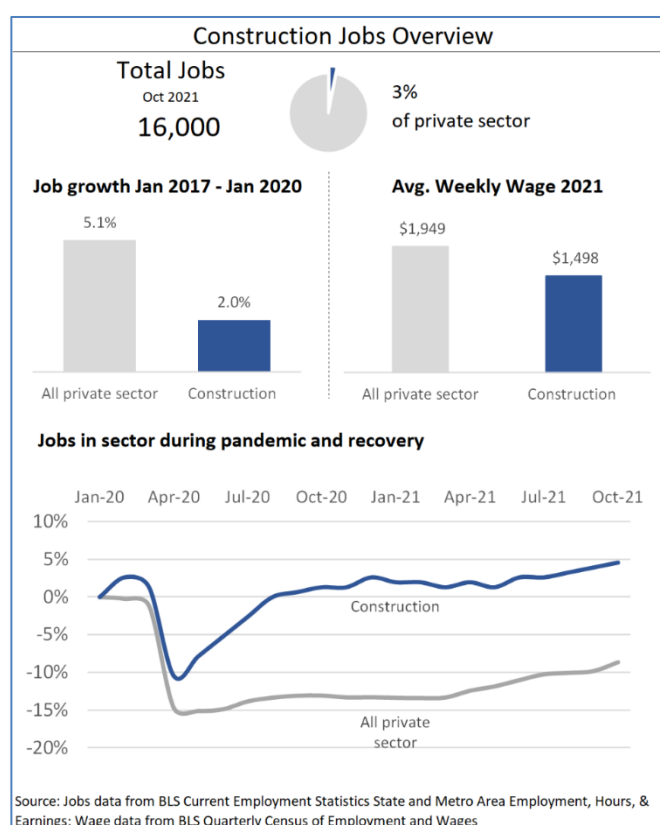 Construction Jobs Overview
Total Jobs
Oct 2021
16,000
3%
of private sector
Job growth Jan 2017 - Jan 2020
5.1%
2.0%
All private sector
Construction
Avg. Weekly Wage 2021
$1,949
$1,498
All private sector
Construction
Jobs in sector during pandemic and recovery
Jan-20 Apr-20 Jul-20 Oct-20 Jan-21 Apr-21 Jul-21 Oct-21
10%
5%
0%
-5%
-10%
-15%
-20%
Construction
All private
sector
Source: Jobs data from BLS Current Employment Statistics State and Metro Area Employment, Hours, &
Earnings; Wage data from BLS Quarterly Census of Employment and Wages